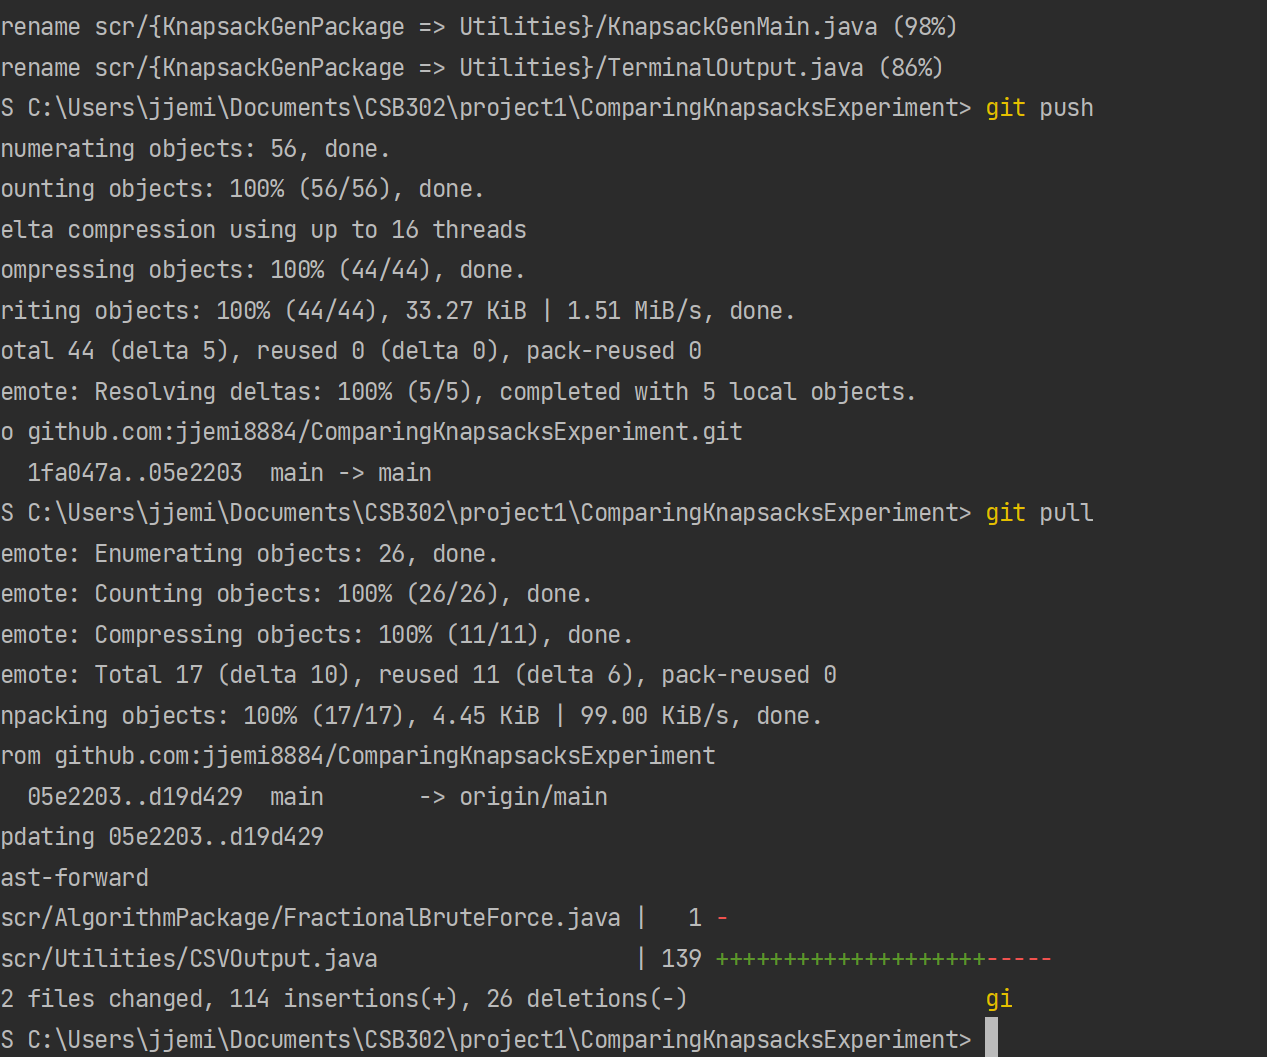 rename scr/{KnapsackGenPackage => Utilities}/KnapsackGenMain.java (98%)
rename scr/{KnapsackGenPackage => Utilities}/TerminalOutput.java (86%)
S C:\Users\jjemi\Documents\CSB302\project1\ComparingKnapsacksExperiment> git push
numerating objects: 56, done.
ounting objects: 100% (56/56), done.
elta compression using up to 16 threads
ompressing objects: 100% (44/44), done.
riting objects: 100% (44/44), 33.27 KiB | 1.51 MiB/s, done.
otal 44 (delta 5), reused 0 (delta 0), pack-reused 0
emote: Resolving deltas: 100% (5/5), completed with 5 local objects.
o github.com:jjemi8884/ComparingKnapsacksExperiment.git
  1fa047a..05e2203  main -> main
S C:\Users\jjemi\Documents\CSB302\project1\ComparingKnapsacksExperiment> git pull
emote: Enumerating objects: 26, done.
emote: Counting objects: 100% (26/26), done.
emote: Compressing objects: 100% (11/11), done.
emote: Total 17 (delta 10), reused 11 (delta 6), pack-reused 0
npacking objects: 100% (17/17), 4.45 KiB | 99.00 KiB/s, done.
rom github.com:jjemi8884/ComparingKnapsacksExperiment
  05e2203..d19d429  main       -> origin/main
pdating 05e2203..d19d429
ast-forward
scr/AlgorithmPackage/FractionalBruteForce.java |   1 -
scr/Utilities/CSVOutput.java                   | 139 ++++++++++++++++++++-----
2 files changed, 114 insertions(+), 26 deletions(-)                      gi
S C:\Users\jjemi\Documents\CSB302\project1\ComparingKnapsacksExperiment>